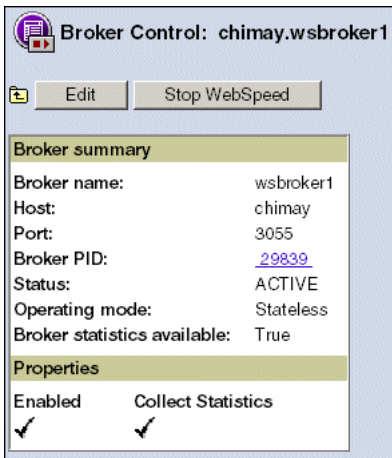 Broker Control: chimay.wsbroker1
Edit Stop WebSpeed
Broker summary
Broker name: wsbroker1
Host: chimay
Port: 3055
Broker PID: 29839
Status: ACTIVE
Operating mode: Stateless
Broker statistics available: True
Properties
Enabled Collect Statistics